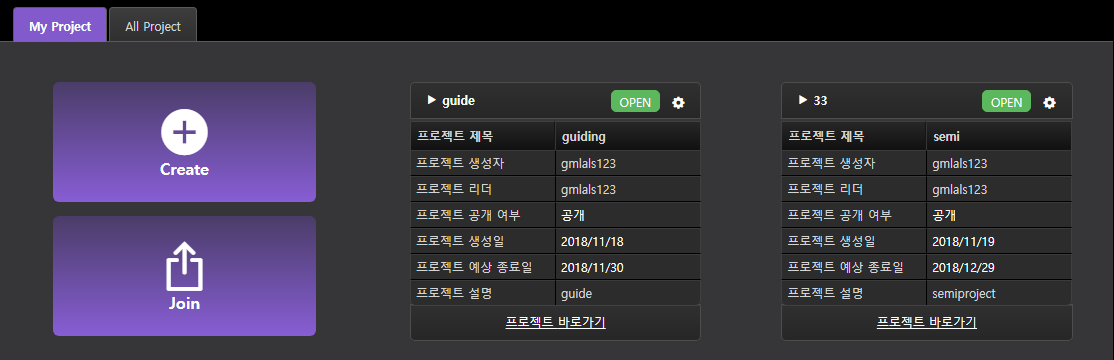 My Project All Project
Create
Join
▶ guide OPEN
프로젝트 제목 guiding
프로젝트 생성자 gmlals123
프로젝트 리더 gmlals123
프로젝트 공개 여부 공개
프로젝트 생성일 2018/11/18
프로젝트 예상 종료일 2018/11/30
프로젝트 설명 guide
프로젝트 바로가기
▶ 33 OPEN
프로젝트 제목 semi
프로젝트 생성자 gmlals123
프로젝트 리더 gmlals123
프로젝트 공개 여부 공개
프로젝트 생성일 2018/11/19
프로젝트 예상 종료일 2018/12/29
프로젝트 설명 semiproject
프로젝트 바로가기